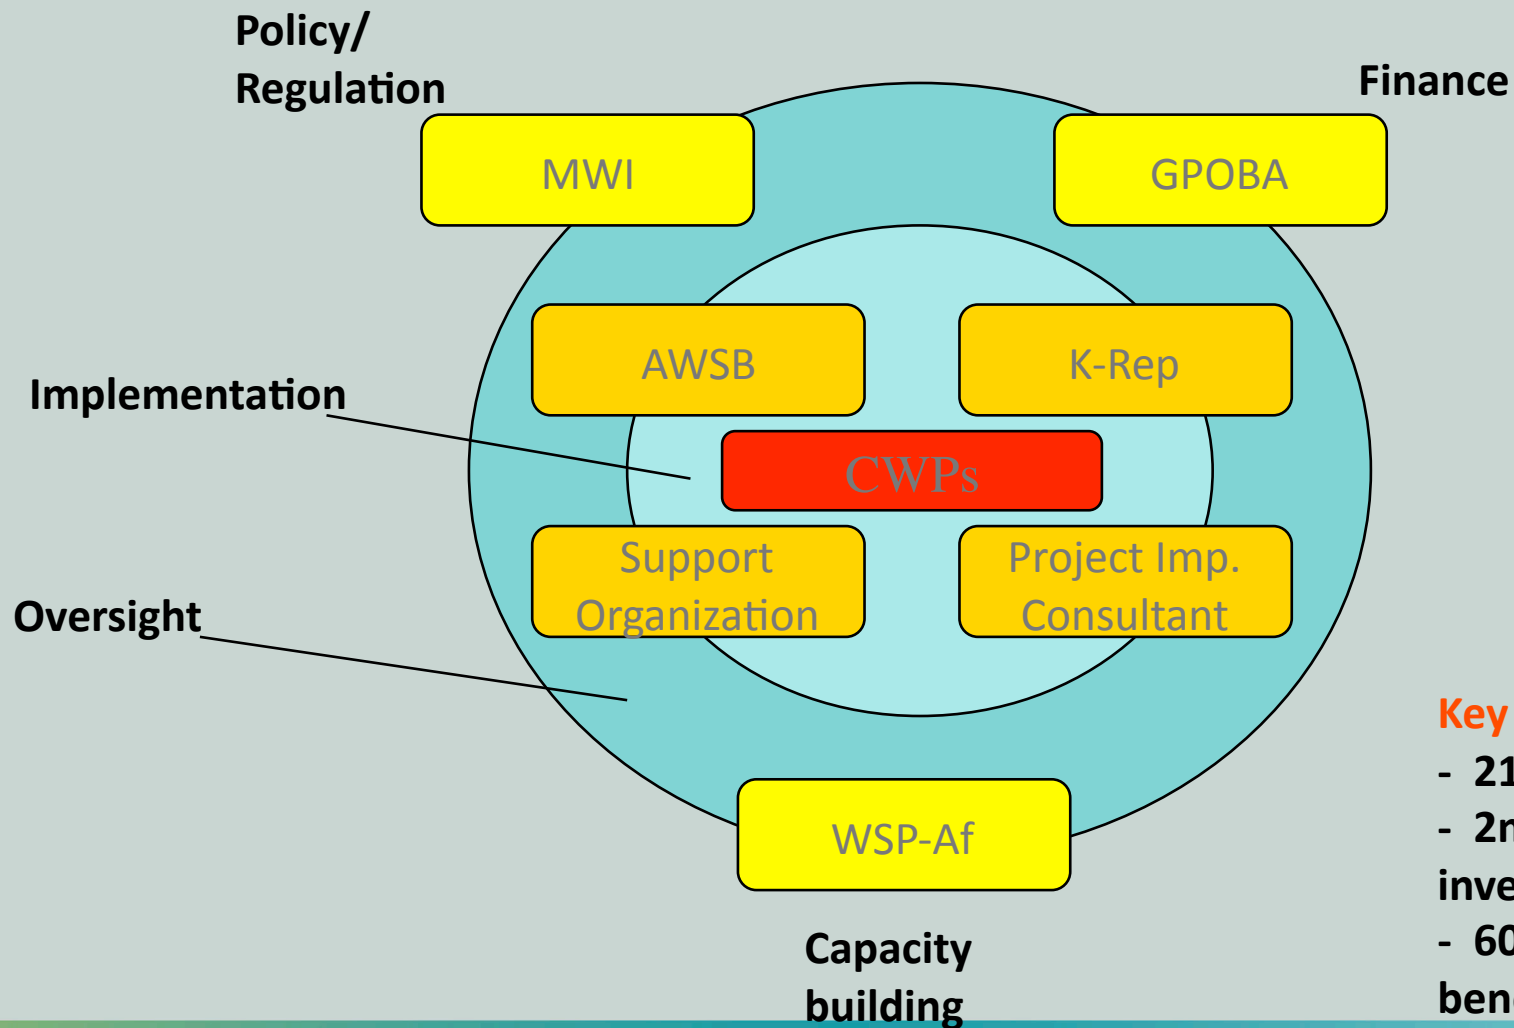 Policy/
Regulation
Finance
MWI
GPOBA
AWSB
K-Rep
Implementation
CWPs
Support
Organization
Project Imp.
Consultant
Oversight
WSP-Af
Capacity
building
Key
- 21
- 2n
inve
- 60